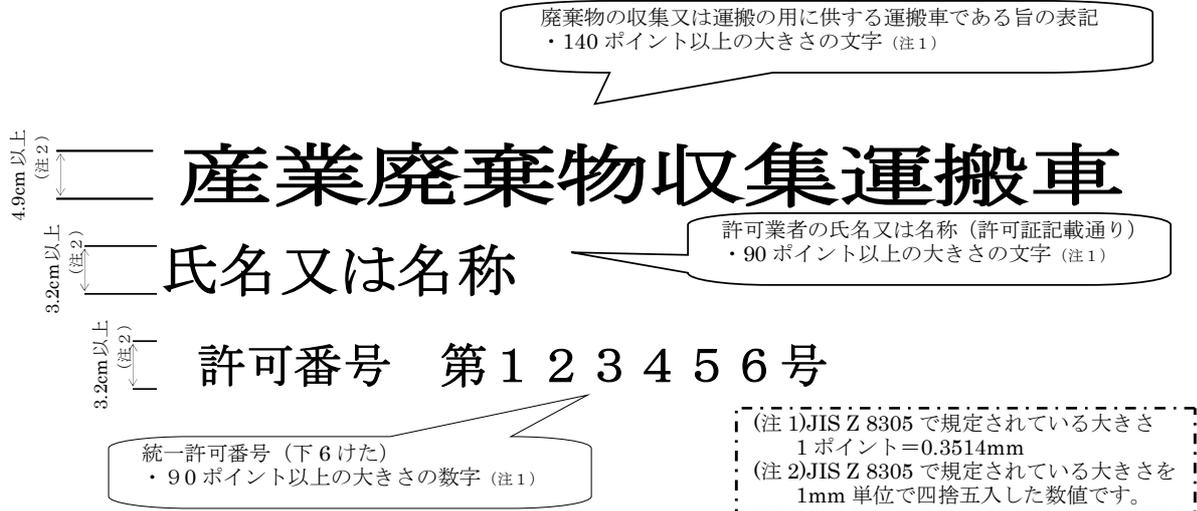 廃棄物の収集又は運搬の用に供する運搬車である旨の表記
・140 ポイント以上の大きさの文字（注１）
4.9cm 以上
（注２）
産業廃棄物収集運搬車
許可業者の氏名又は名称（許可証記載通り）
・90 ポイント以上の大きさの文字（注１）
3.2cm 以上
（注２）
氏名又は名称
3.2cm 以上
（注２）
許可番号　第１２３４５６号
統一許可番号（下６けた）
・９０ポイント以上の大きさの数字（注１）
(注 1)JIS Z 8305 で規定されている大きさ
1 ポイント＝0.3514mm
(注 2)JIS Z 8305 で規定されている大きさを
1mm 単位で四捨五入した数値です。